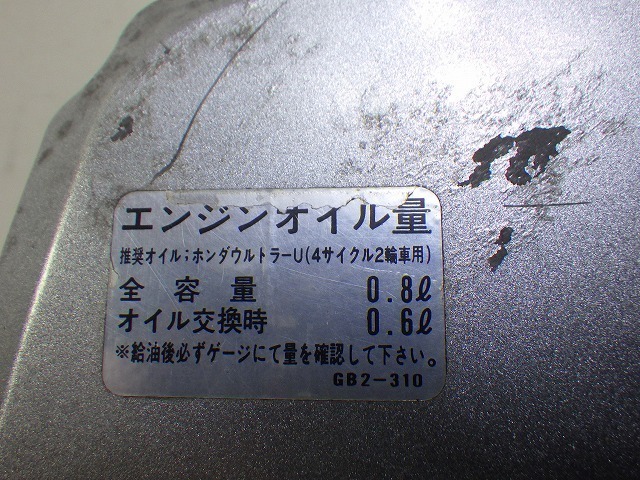 エンジンオイル量
推奨オイル;ホンダウルトラーU(4サイクル2輪車用)
全容量 0.8ℓ
オイル交換時 0.6ℓ
※給油後必ずゲージにて量を確認して下さい。
GB2-310